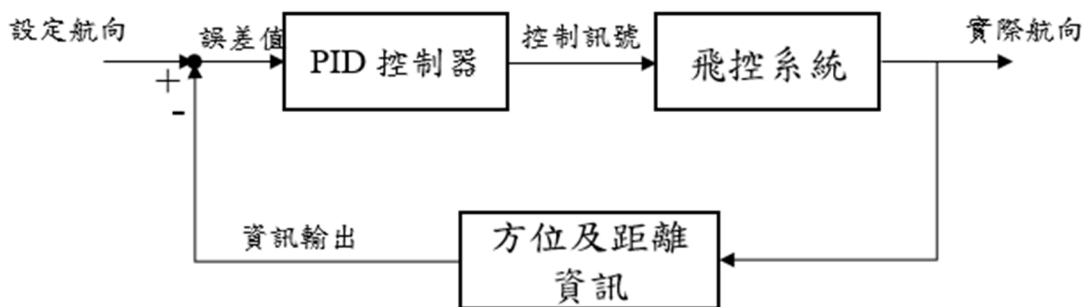 設定航向
誤差值
PID 控制器
控制訊號
飛控系統
實際航向
+
-
資訊輸出
方位及距離
資訊